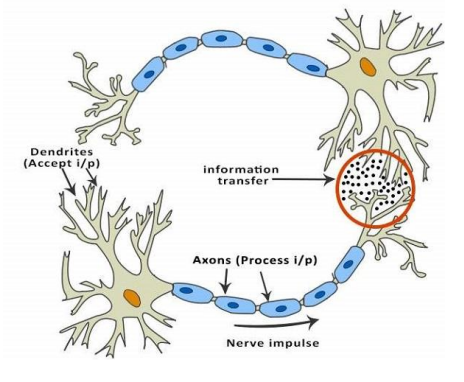 Dendrites
(Accept i/p)
information
transfer
Axons (Process i/p)
Nerve impulse